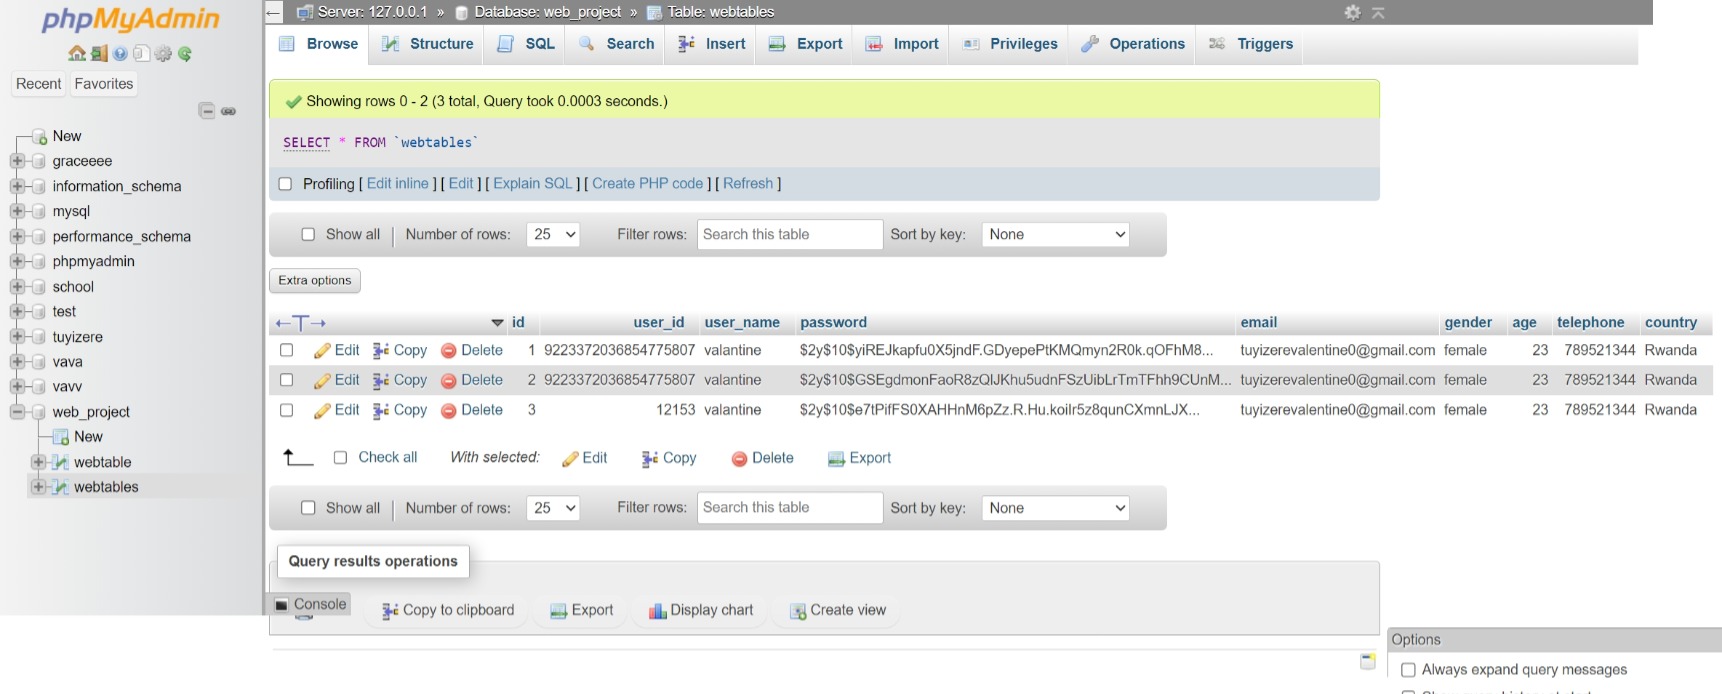 phpMyAdmin
Recent Favorites
New
graceeee
information_schema
mysql
performance_schema
phpmyadmin
school
test
tuyizere
vava
vavv
web_project
New
webtable
webtables
Server: 127.0.0.1 » Database: web_project » Table: webtables
Browse Structure SQL Search Insert Export Import Privileges Operations Triggers
Showing rows 0 - 2 (3 total, Query took 0.0003 seconds.)
SELECT * FROM `webtables`
Profiling [ Edit inline ] [ Edit ] [ Explain SQL ] [ Create PHP code ] [ Refresh ]
Show all | Number of rows: 25 Filter rows: Search this table Sort by key: None
Extra options
←T→ id user_id user_name password email gender age telephone country
Edit Copy Delete 1 9223372036854775807 valantine $2y$10$yiREJkapfu0X5jndF.GDyepePtKMQmyn2R0k.qOFhM8... tuyizerevalentine0@gmail.com female 23 789521344 Rwanda
Edit Copy Delete 2 9223372036854775807 valantine $2y$10$GSEgdmonFaoR8zQlJKhu5udnFSzUibLrTmTFhh9CUnM... tuyizerevalentine0@gmail.com female 23 789521344 Rwanda
Edit Copy Delete 3 12153 valantine $2y$10$e7tPifFS0XAHHnM6pZz.R.Hu.koilr5z8qunCXmnLJX... tuyizerevalentine0@gmail.com female 23 789521344 Rwanda
Check all With selected: Edit Copy Delete Export
Show all | Number of rows: 25 Filter rows: Search this table Sort by key: None
Query results operations
Console Copy to clipboard Export Display chart Create view
Options
Always expand query messages